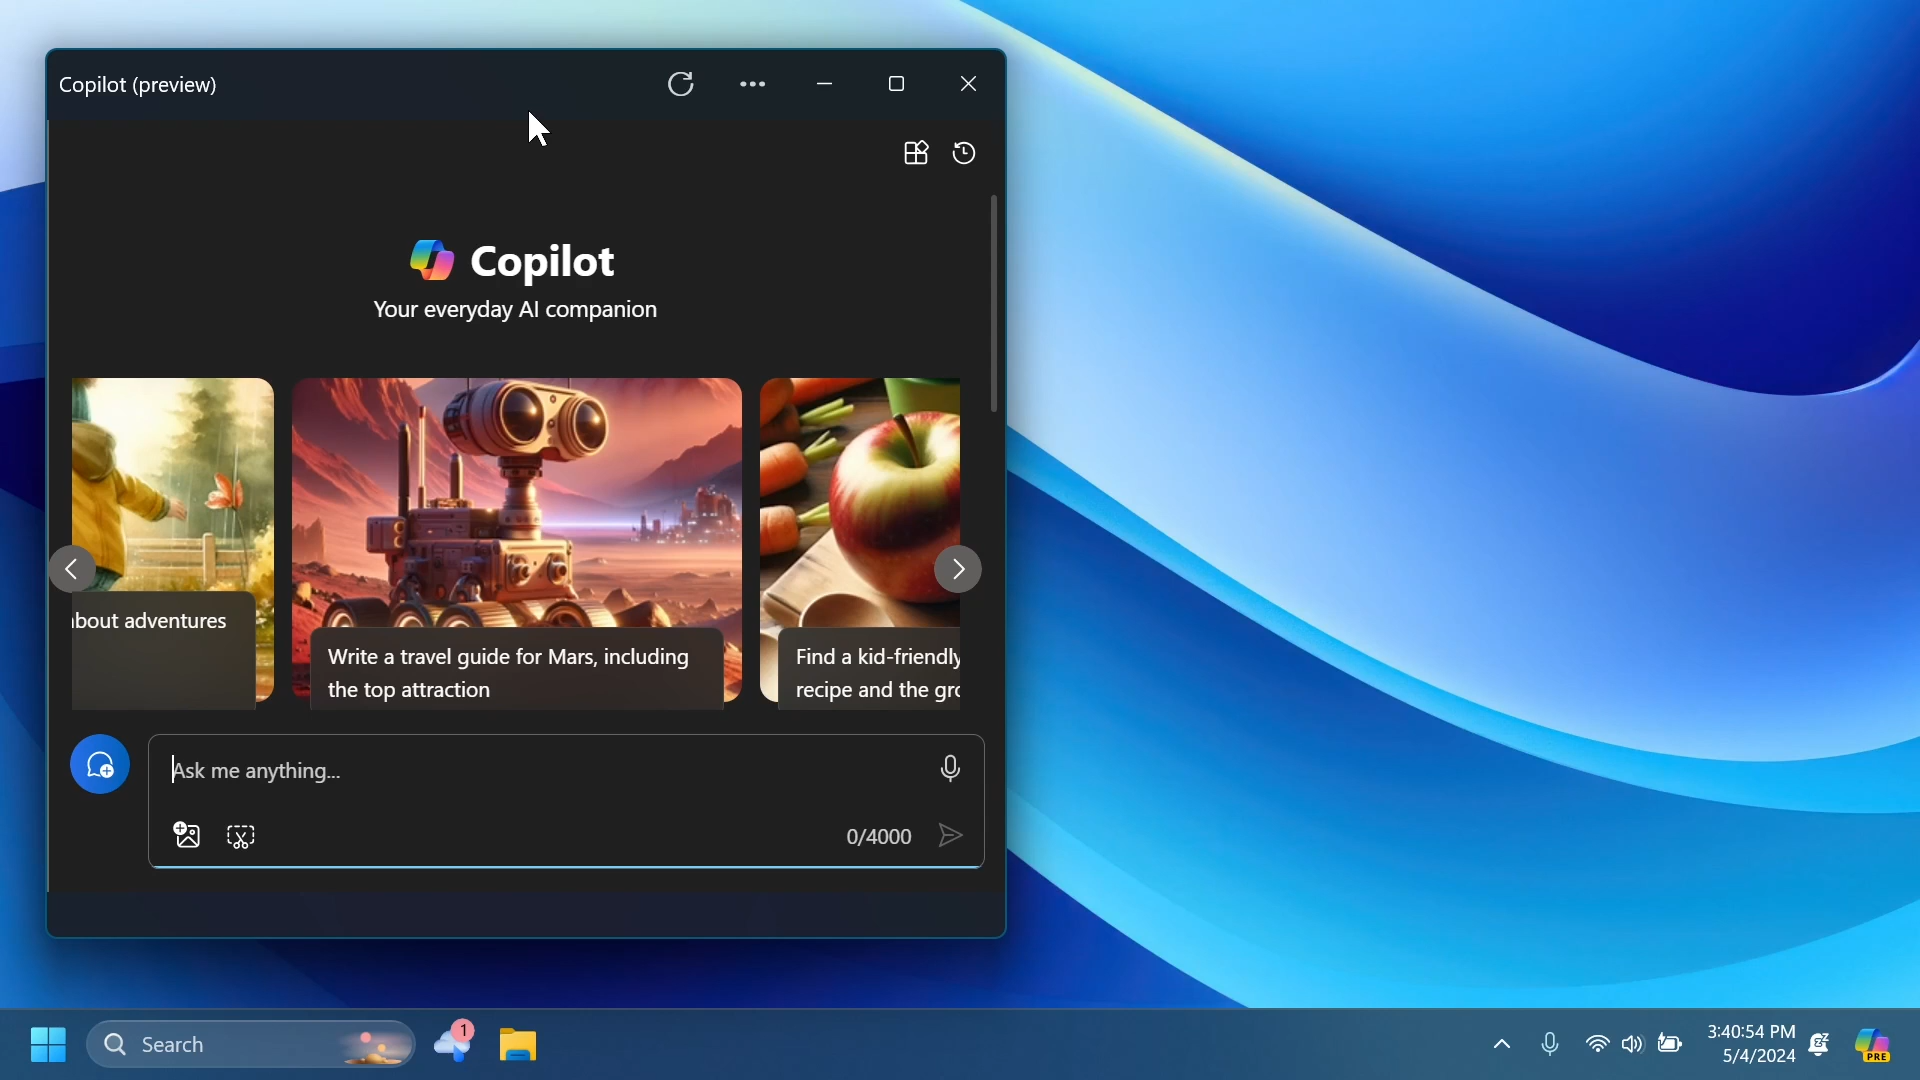 Copilot (preview)
Copilot
Your everyday AI companion
about adventures
Write a travel guide for Mars, including
the top attraction
Find a kid-friendly
recipe and the gro
Ask me anything...
0/4000
Search
1
3:40:54 PM
5/4/2024
PRE